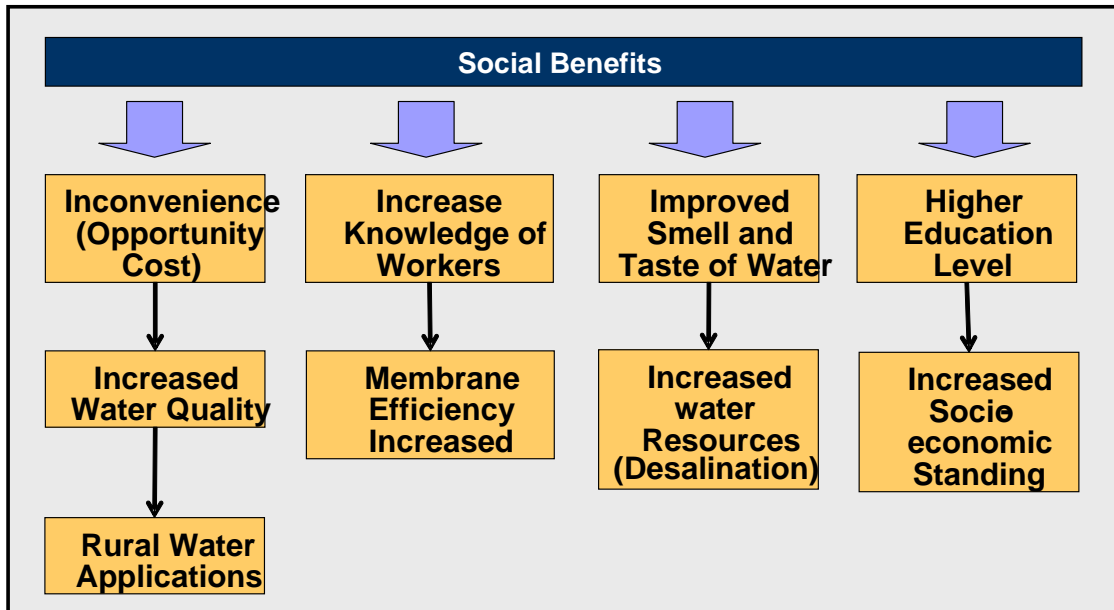 Social Benefits
Inconvenience
(Opportunity
Cost)
Increased
Water Quality
Rural Water
Applications
Increase
Knowledge of
Workers
Membrane
Efficiency
Increased
Improved
Smell and
Taste of Water
Increased
water
Resources
(Desalination)
Higher
Education
Level
Increased
Socio-
economic
Standing